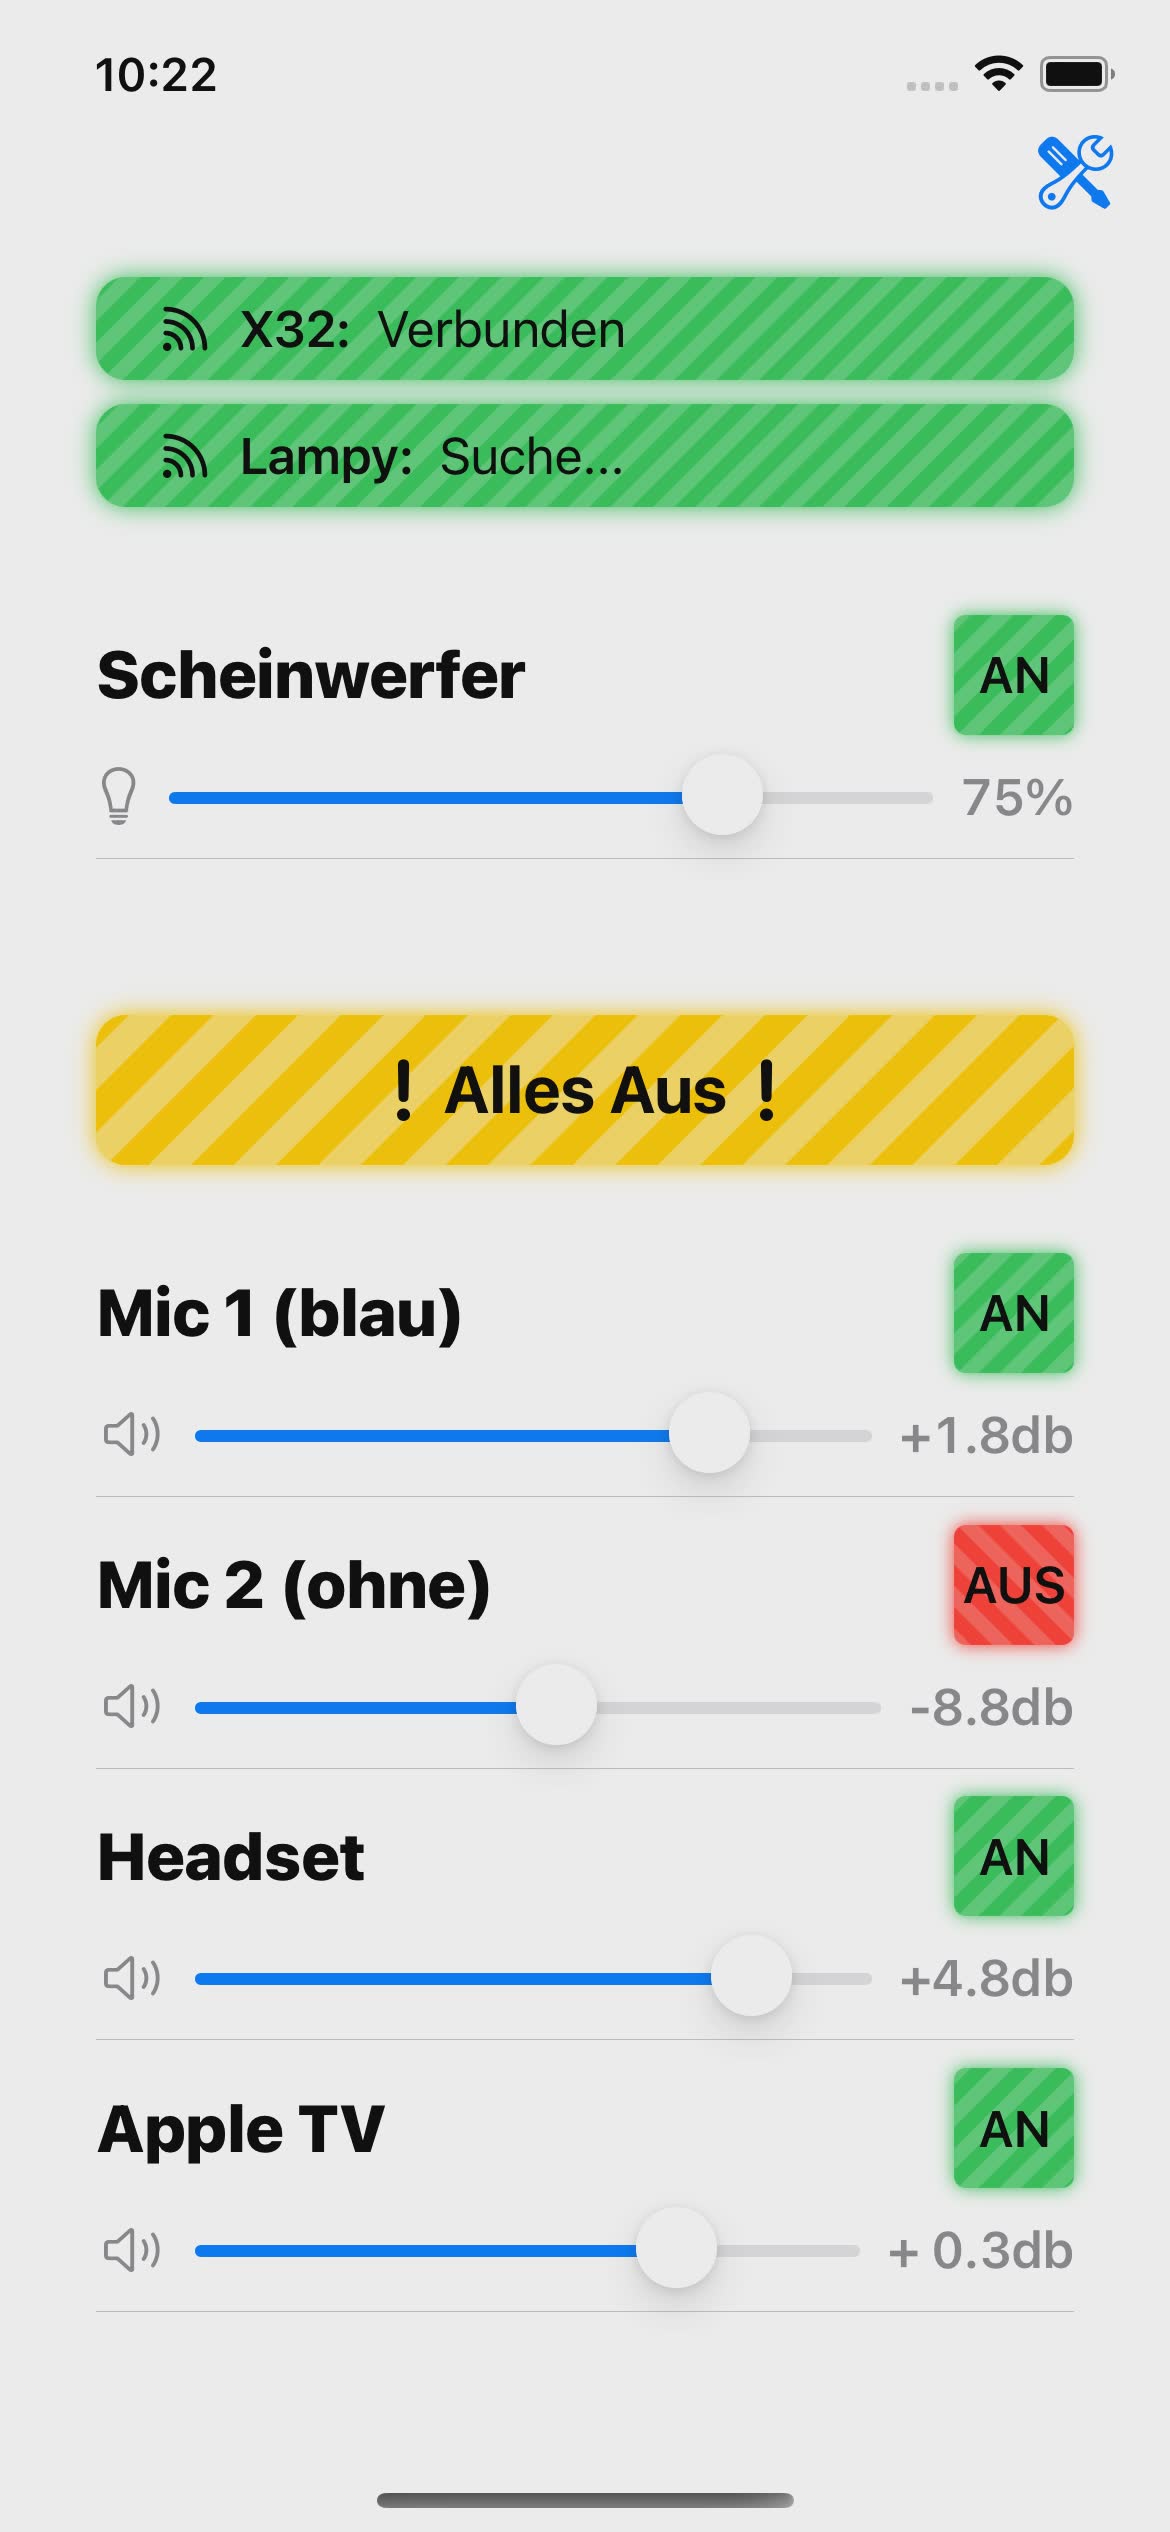 10:22
X32: Verbunden
Lampy: Suche...
Scheinwerfer AN
75%
! Alles Aus !
Mic 1 (blau) AN
+1.8db
Mic 2 (ohne) AUS
-8.8db
Headset AN
+4.8db
Apple TV AN
+ 0.3db